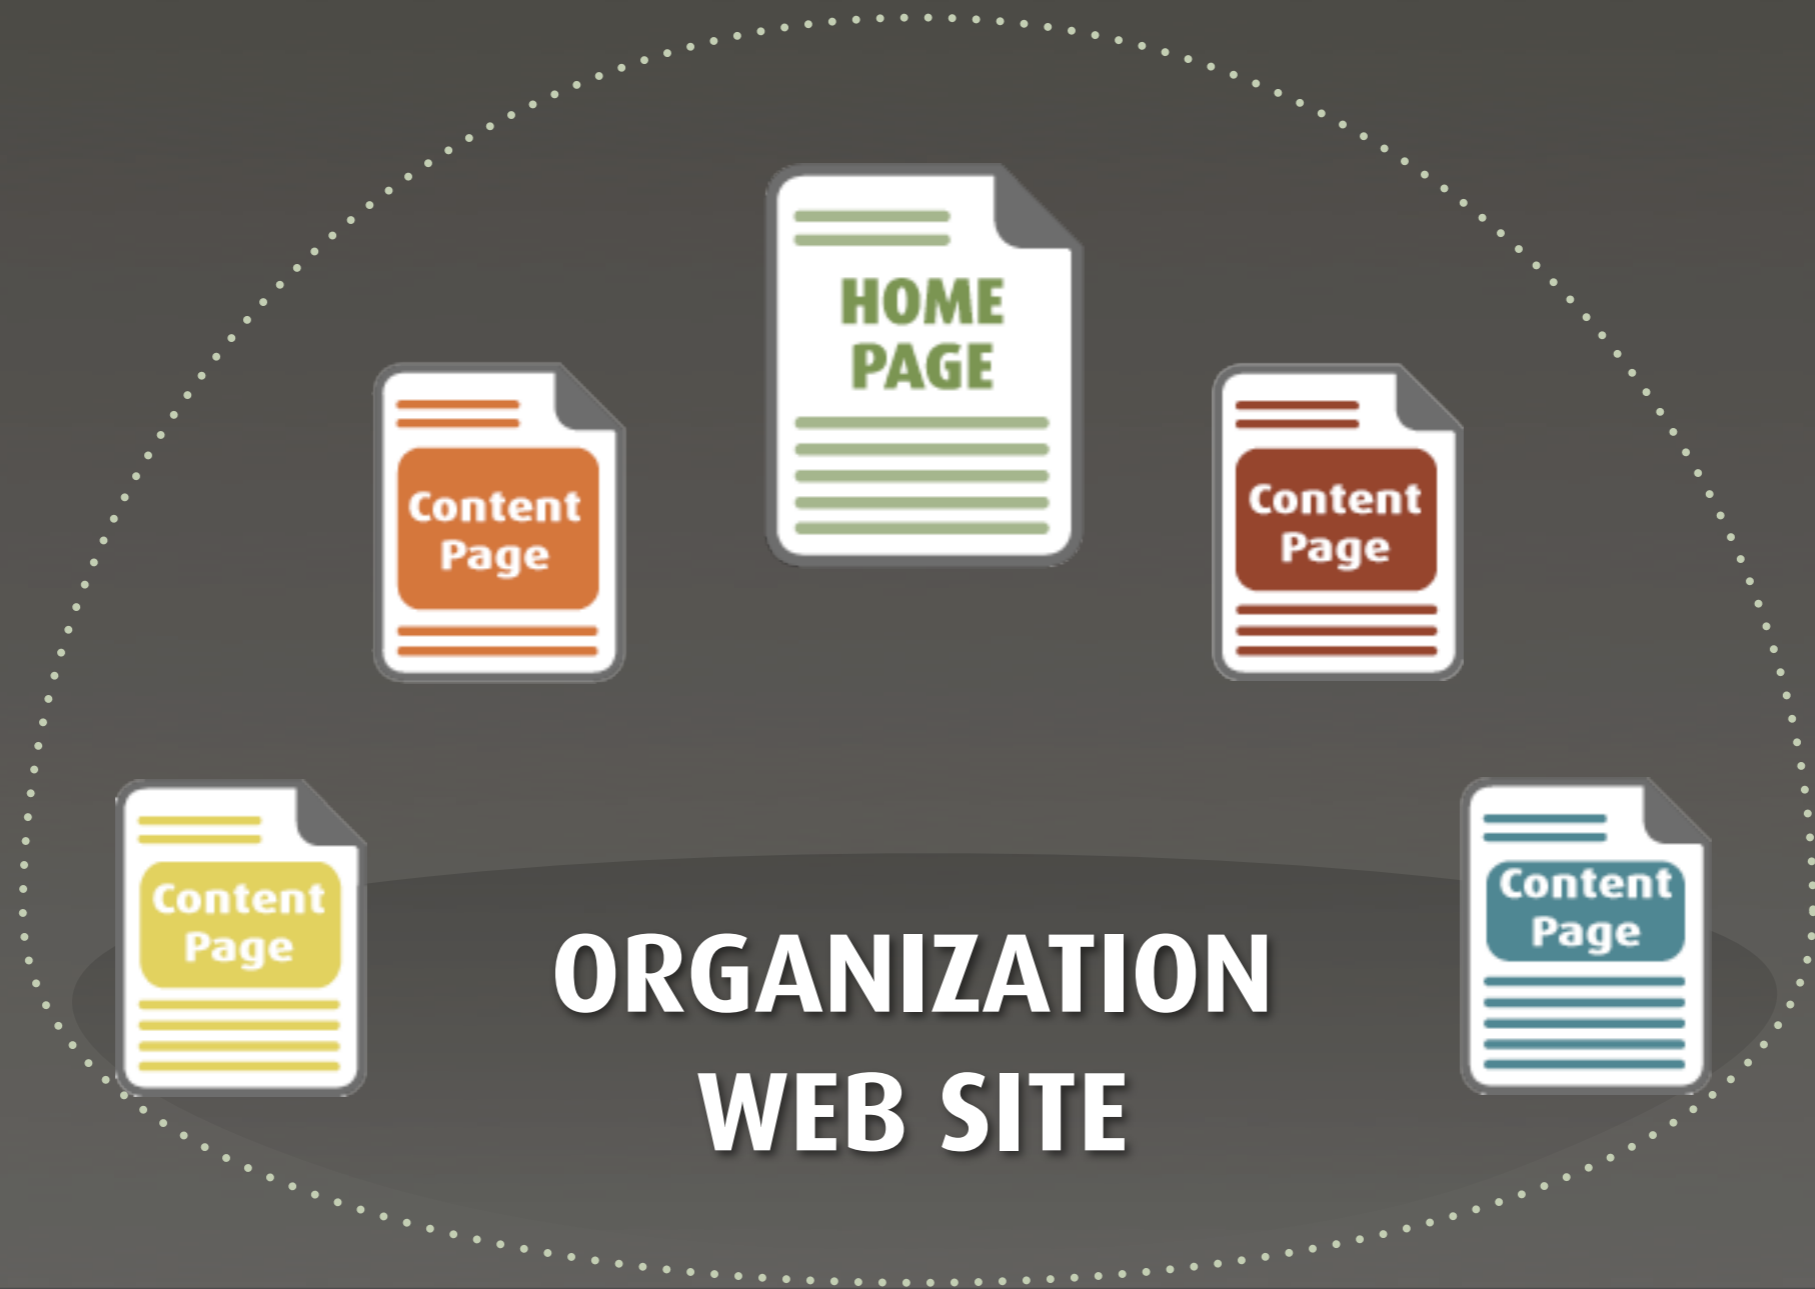 HOME
PAGE
Content
Page
Content
Page
Content
Page
Content
Page
ORGANIZATION
WEB SITE